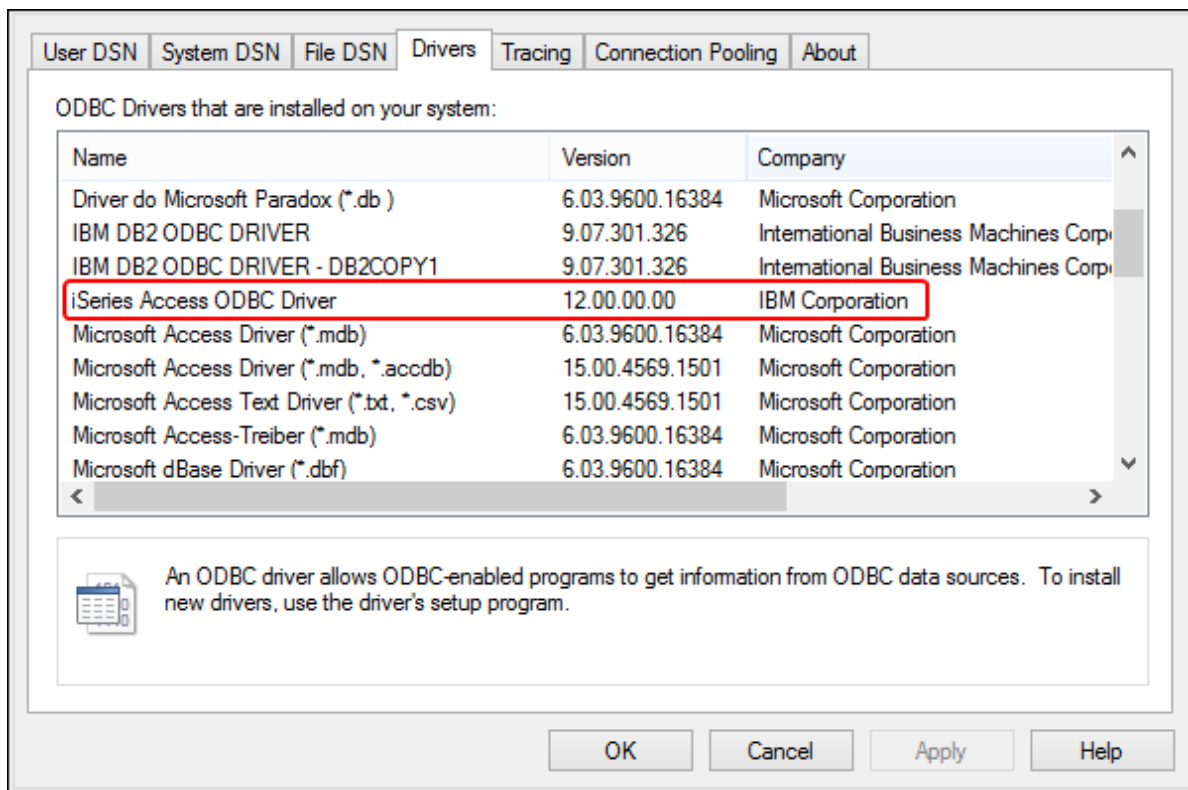 User DSN System DSN File DSN Drivers Tracing Connection Pooling About
ODBC Drivers that are installed on your system:
Name Version Company
Driver do Microsoft Paradox (*.db ) 6.03.9600.16384 Microsoft Corporation
IBM DB2 ODBC DRIVER 9.07.301.326 International Business Machines Corp
IBM DB2 ODBC DRIVER - DB2COPY1 9.07.301.326 International Business Machines Corp
iSeries Access ODBC Driver 12.00.00.00 IBM Corporation
Microsoft Access Driver (*.mdb) 6.03.9600.16384 Microsoft Corporation
Microsoft Access Driver (*.mdb, *.accdb) 15.00.4569.1501 Microsoft Corporation
Microsoft Access Text Driver (*.txt, *.csv) 15.00.4569.1501 Microsoft Corporation
Microsoft Access-Treiber (*.mdb) 6.03.9600.16384 Microsoft Corporation
Microsoft dBase Driver (*.dbf) 6.03.9600.16384 Microsoft Corporation
An ODBC driver allows ODBC-enabled programs to get information from ODBC data sources. To install
new drivers, use the driver's setup program.
OK Cancel Apply Help